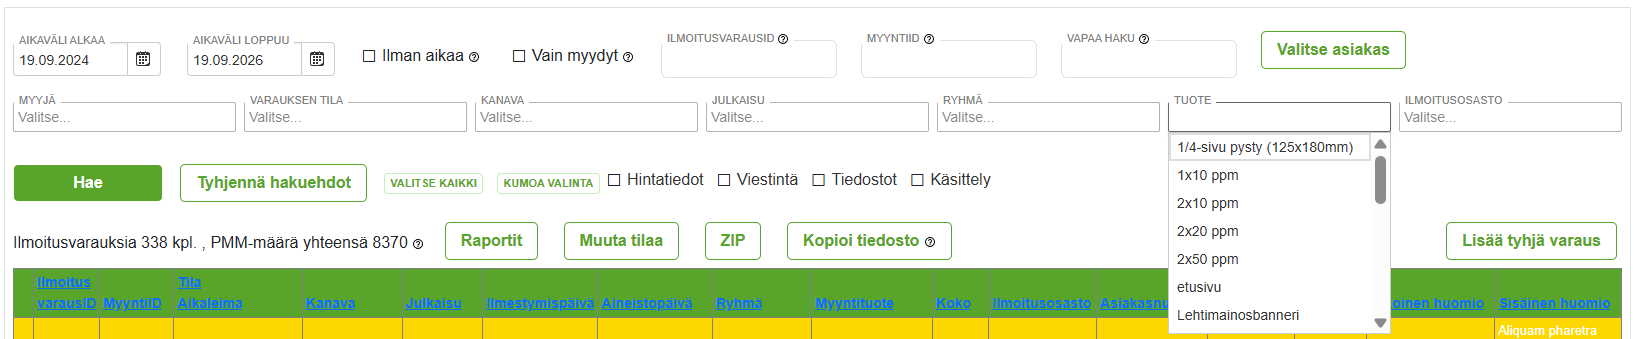 AIKAVÄLI ALKAA
19.09.2024
AIKAVÄLI LOPPUU
19.09.2026
Ilman aikaa
Vain myydyt
ILMOITUSVARAUSID
MYYNTIID
VAPAA HAKU
Valitse asiakas
MYYJÄ
Valitse...
VARAUKSEN TILA
Valitse...
KANAVA
Valitse...
JULKAISU
Valitse...
RYHMÄ
Valitse...
TUOTE
ILMOITUSOSASTO
Valitse...
1/4-sivu pysty (125x180mm)
1x10 ppm
2x10 ppm
2x20 ppm
2x50 ppm
etusivu
Lehtimainosbanneri
Hae
Tyhjennä hakuehdot
VALITSE KAIKKI
KUMOA VALINTA
Hintatiedot
Viestintä
Tiedostot
Käsittely
Ilmoitusvarauksia 338 kpl. , PMM-määrä yhteensä 8370
Raportit
Muuta tilaa
ZIP
Kopioi tiedosto
Lisää tyhjä varaus
Ilmoitus
varausID
MyyntiID
Tila
Aikaleima
Kanava
Julkaisu
Ilmestymispäivä
Aineistopäivä
Ryhmä
Myyntituote
Koko
Ilmoitusosasto
Asiakasnu
oinen huomio
Sisäinen huomio
Aliquam pharetra